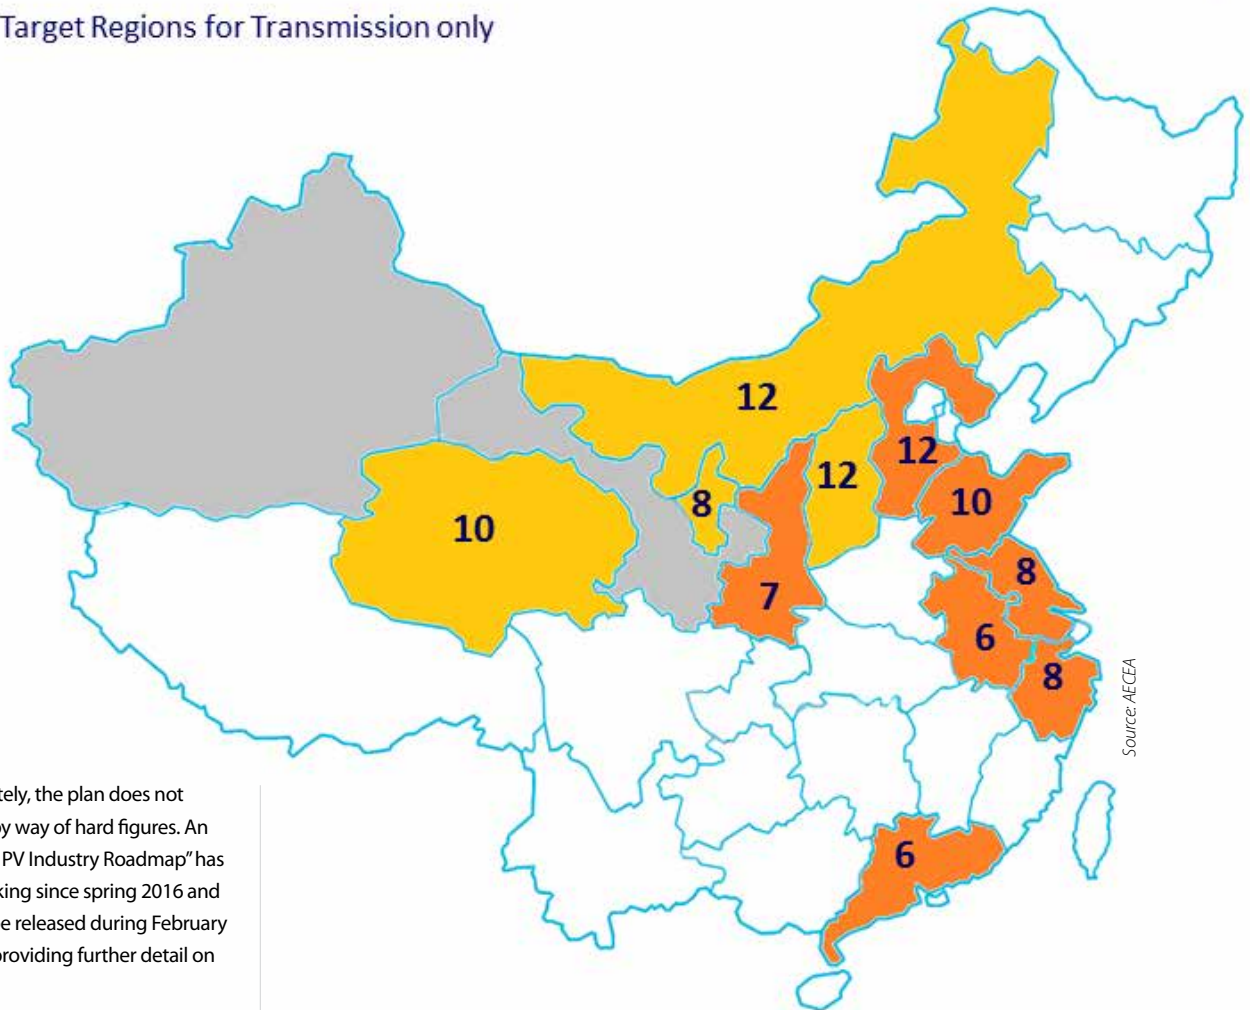 Target Regions for Transmission only
12
12
12
8
10
10
8
7
6
8
6
Source: AECEA
tely, the plan does not
by way of hard figures. An
PV Industry Roadmap” has
king since spring 2016 and
e released during February
providing further detail on